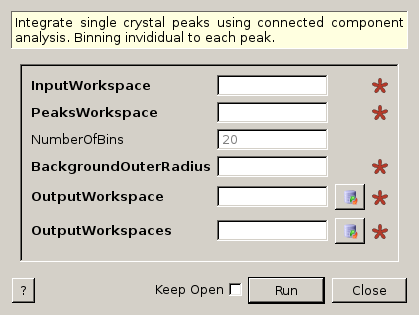 Integrate single crystal peaks using connected component
analysis. Binning invididual to each peak.
InputWorkspace
PeaksWorkspace
NumberOfBins 20
BackgroundOuterRadius
OutputWorkspace
OutputWorkspaces
? Keep Open Run Close